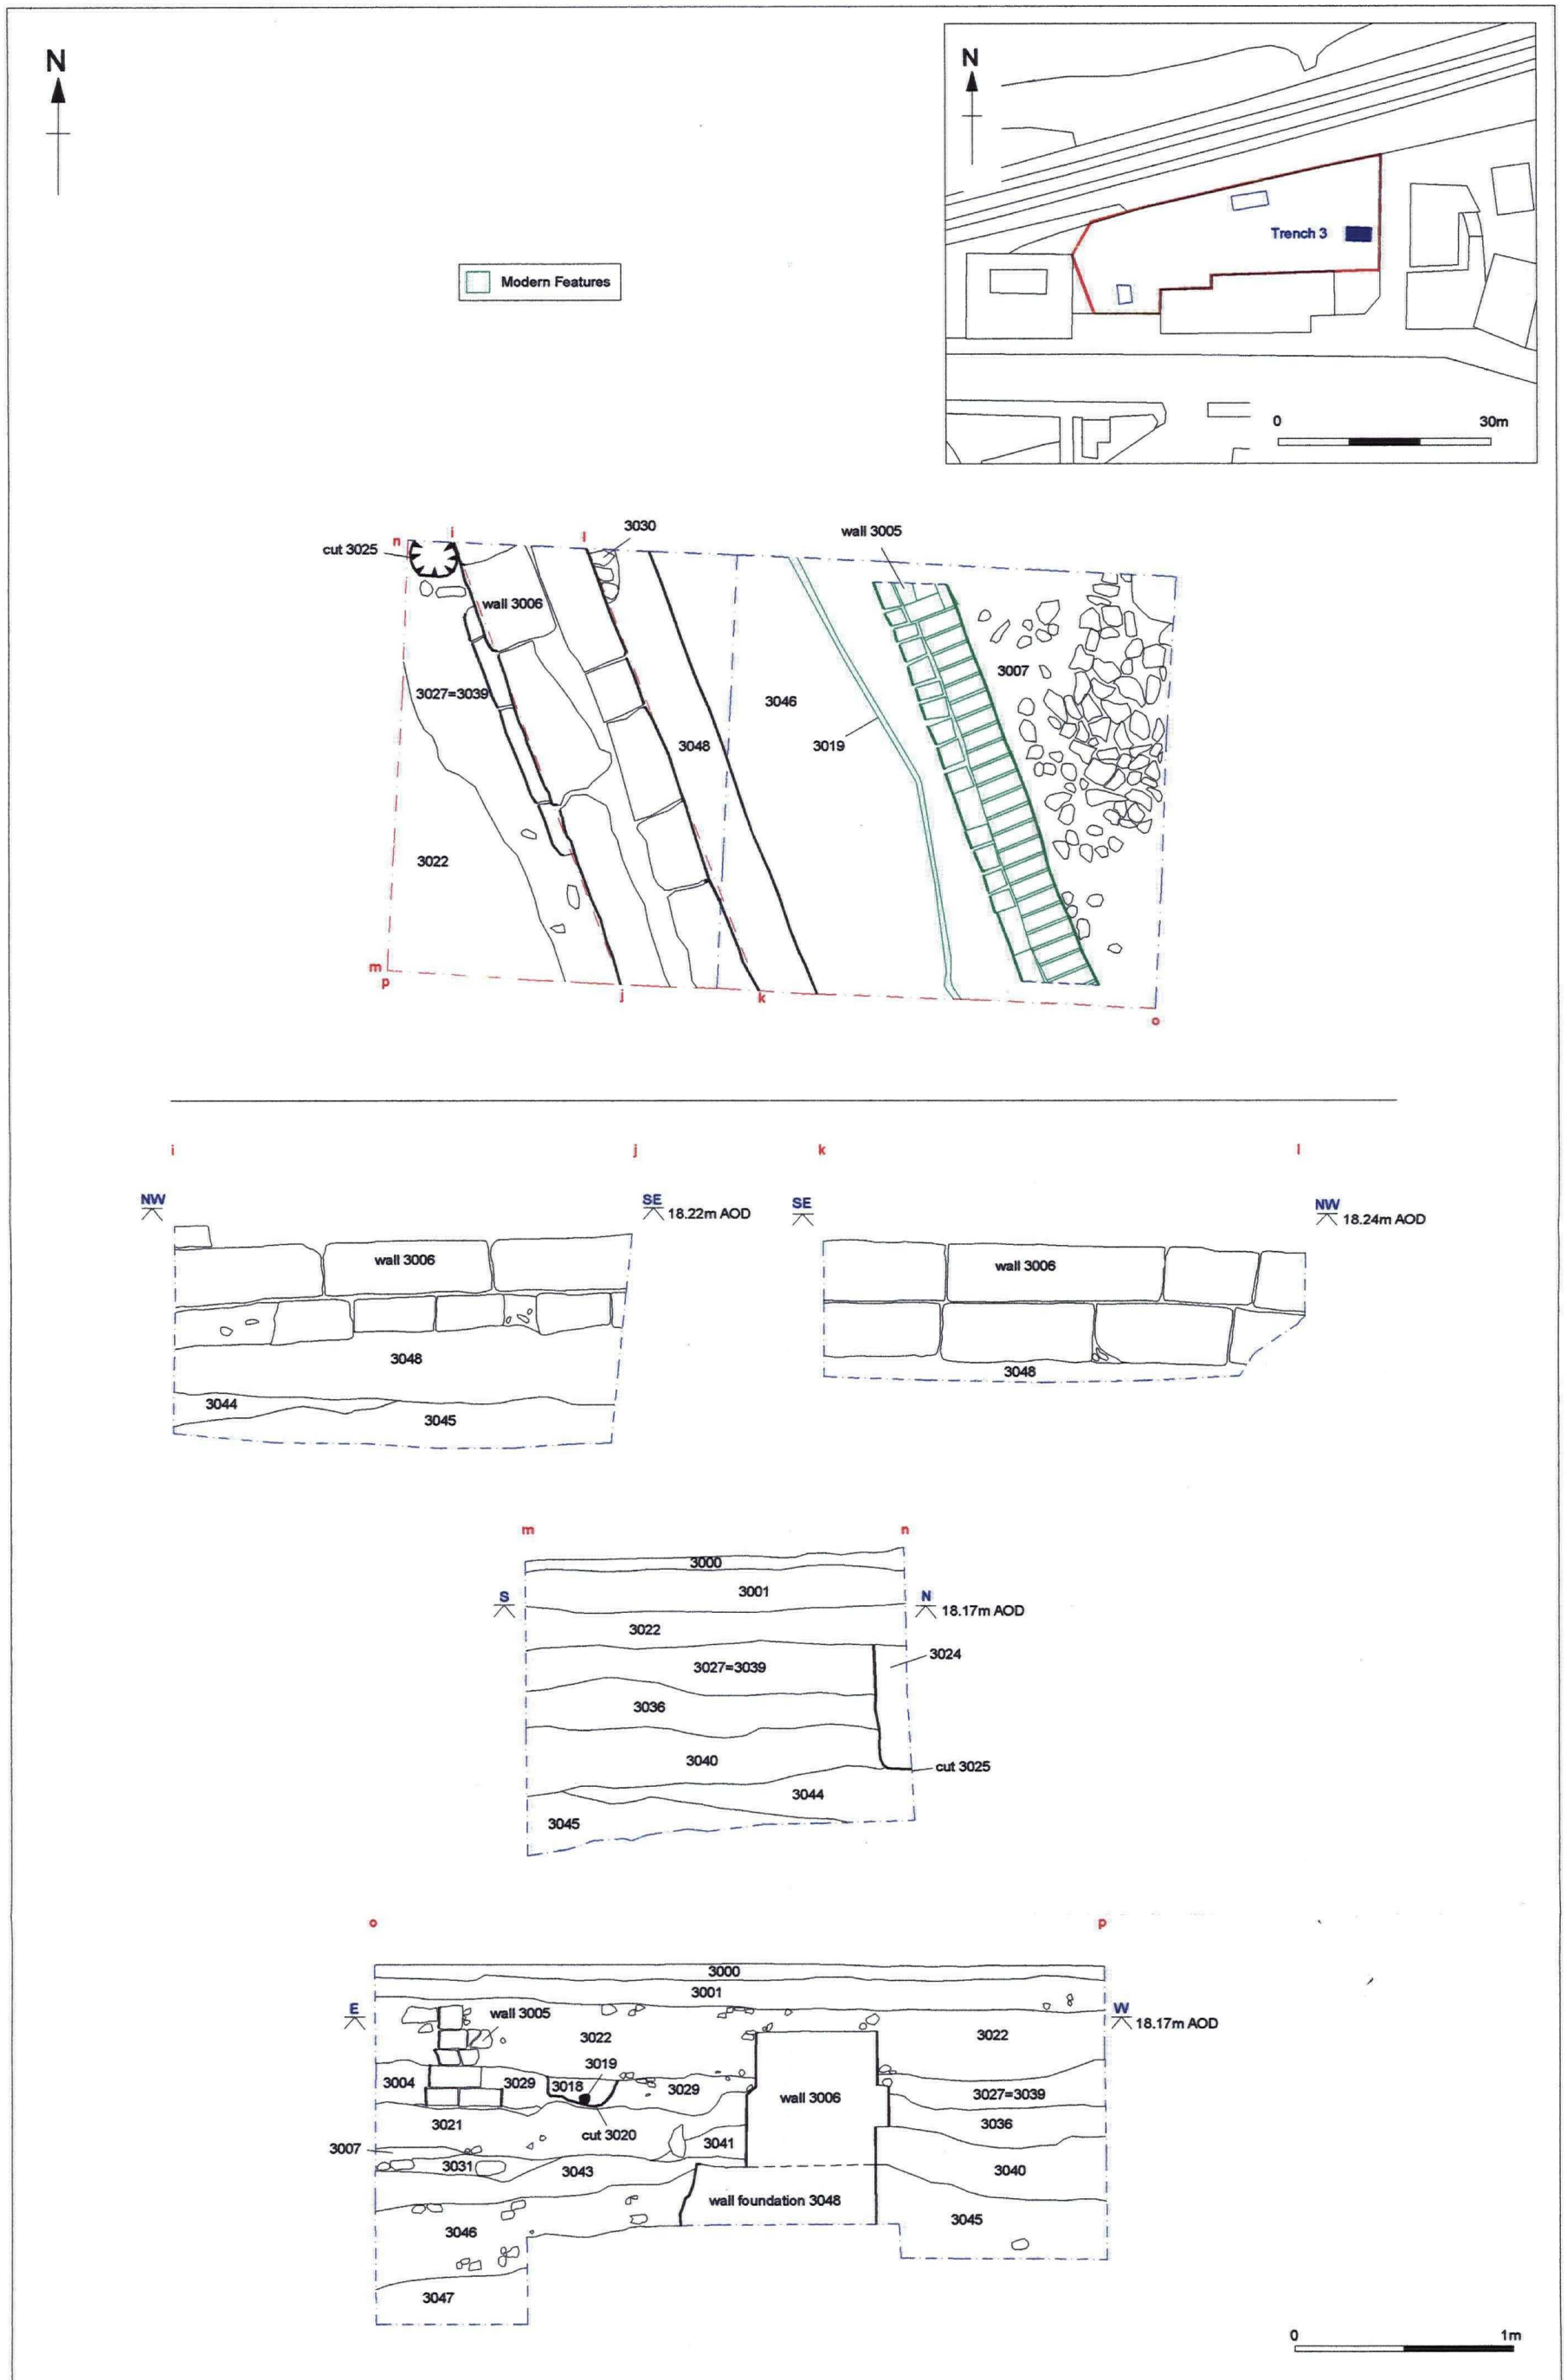 N
N
Trench 3
Modern Features
0 30m
wall 3005
3030
i
l
n
cut 3025
wall 3006
3007
3027=3039
3046
3048
3019
3022
m
p
j
k
o
i j k l
NW
SE
18.22m AOD
SE
NW
18.24m AOD
wall 3006
wall 3006
3048
3048
3044
3045
m n
3000
3001
S
N
18.17m AOD
3022
3024
3027=3039
3036
3040
cut 3025
3044
3045
o p
3000
3001
E
W
18.17m AOD
wall 3005
3022
3022
3019
3004
3029
3018
3029
wall 3006
3027=3039
3021
cut 3020
3036
3007
3041
3031
3043
3040
wall foundation 3048
3046
3045
3047
0 1m